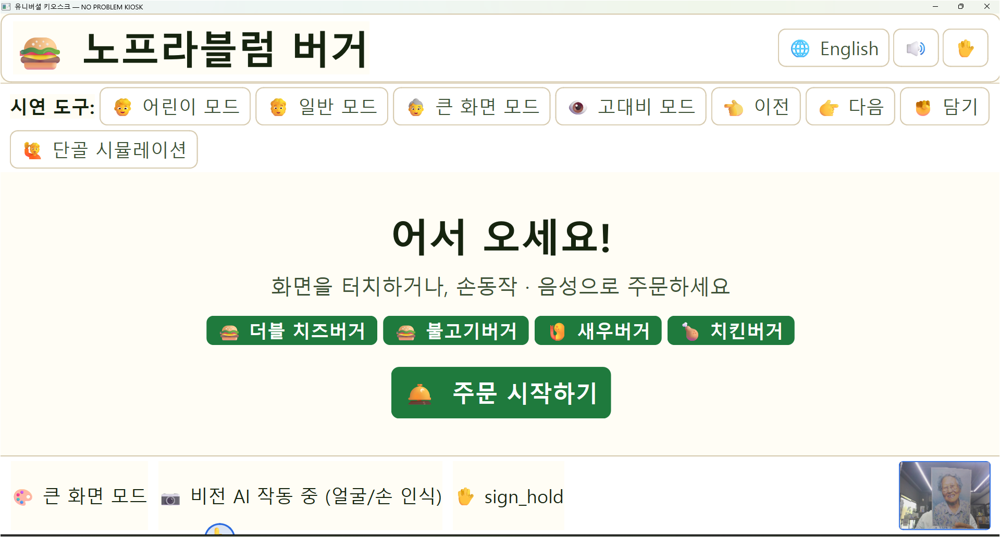 유니버셜 키오스크 — NO PROBLEM KIOSK
노프라블럼 버거
English
시연 도구: 어린이 모드 일반 모드 큰 화면 모드 고대비 모드 이전 다음 담기
단골 시뮬레이션
어서 오세요!
화면을 터치하거나, 손동작 · 음성으로 주문하세요
더블 치즈버거 불고기버거 새우버거 치킨버거
주문 시작하기
큰 화면 모드 비전 AI 작동 중 (얼굴/손 인식) sign_hold